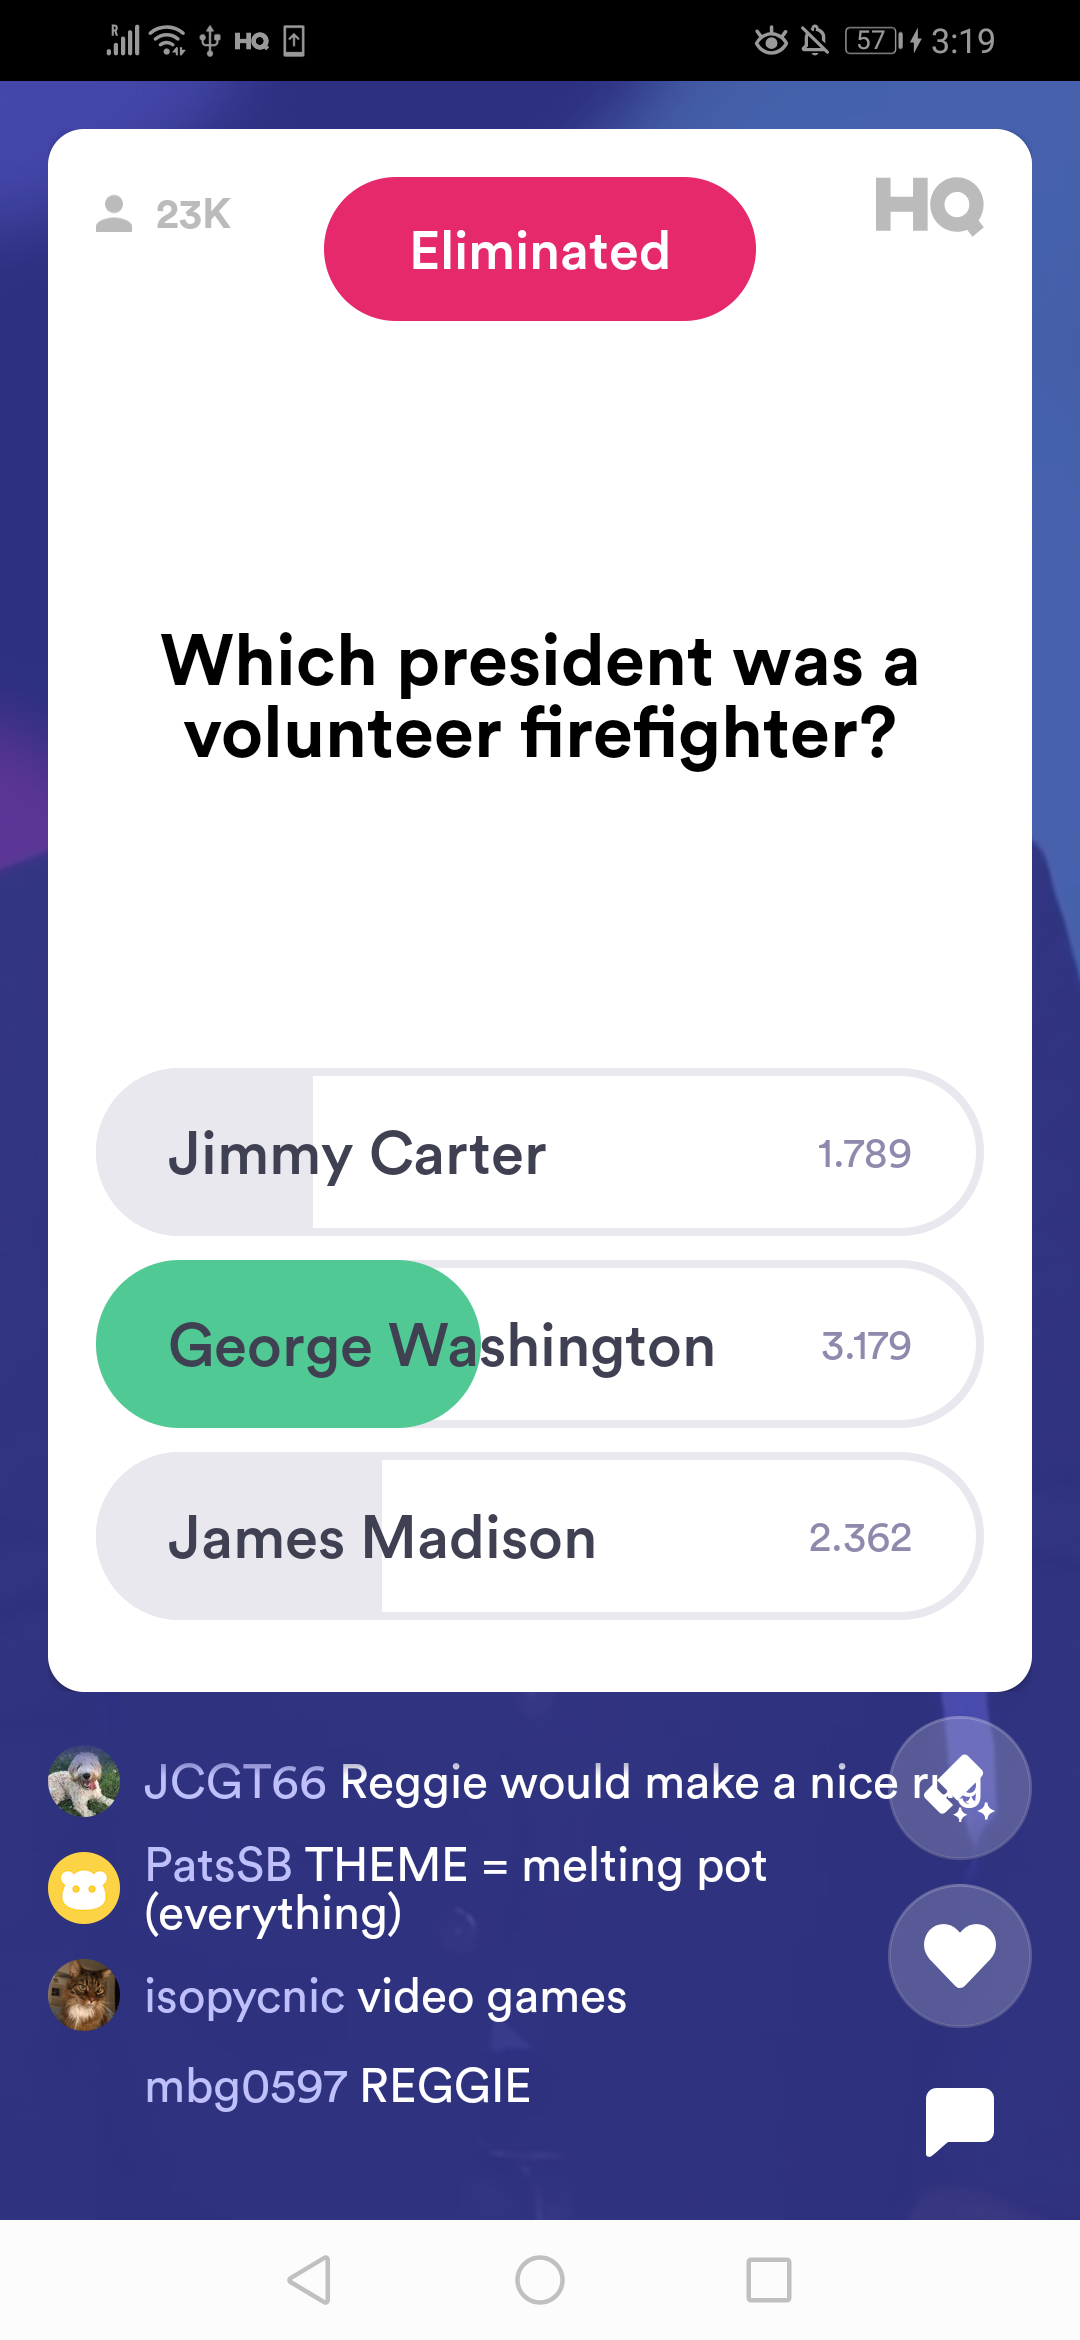 R HQ 57 3:19
23K Eliminated HQ
Which president was a
volunteer firefighter?
Jimmy Carter 1.789
George Washington 3.179
James Madison 2.362
JCGT66 Reggie would make a nice rug
PatsSB THEME = melting pot
(everything)
isopycnic video games
mbg0597 REGGIE